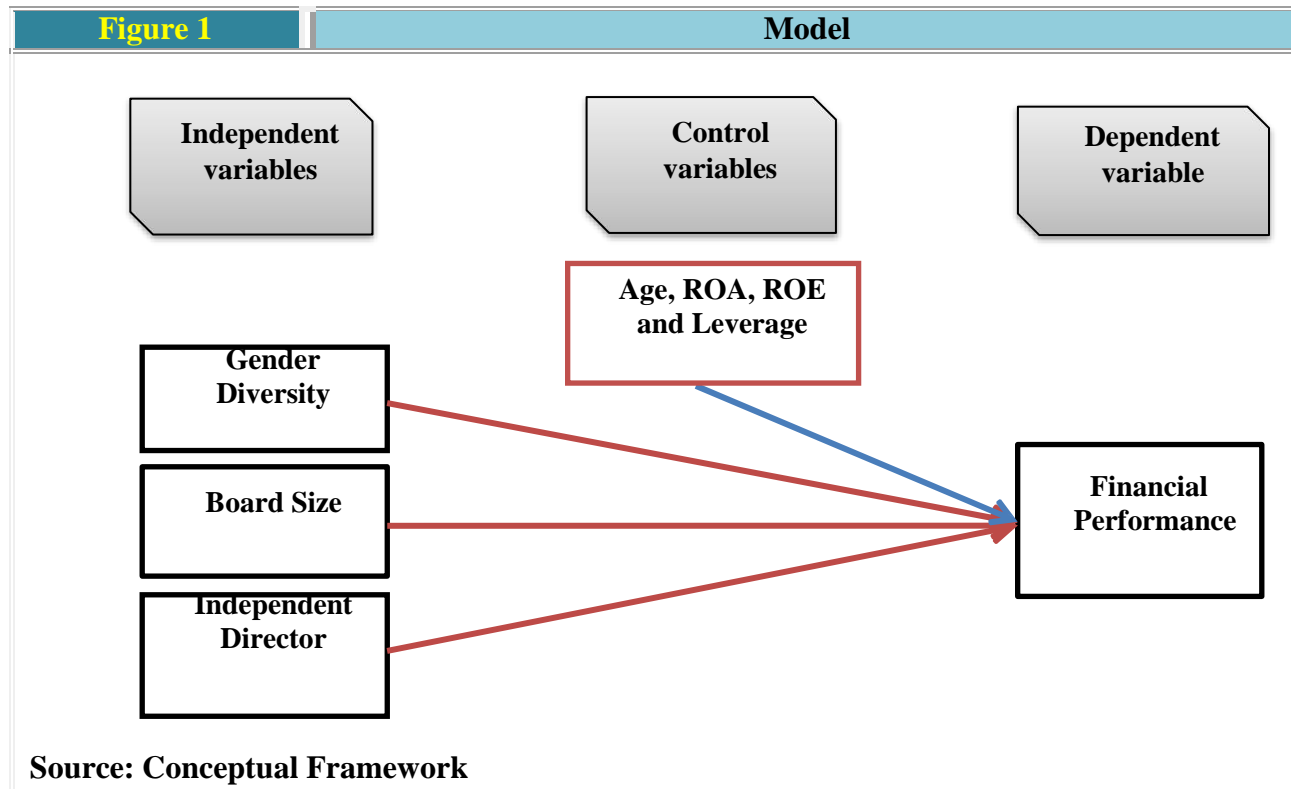 Figure 1
Model
Independent
variables
Control
variables
Dependent
variable
Age, ROA, ROE
and Leverage
Gender
Diversity
Board Size
Independent
Director
Financial
Performance
Source: Conceptual Framework